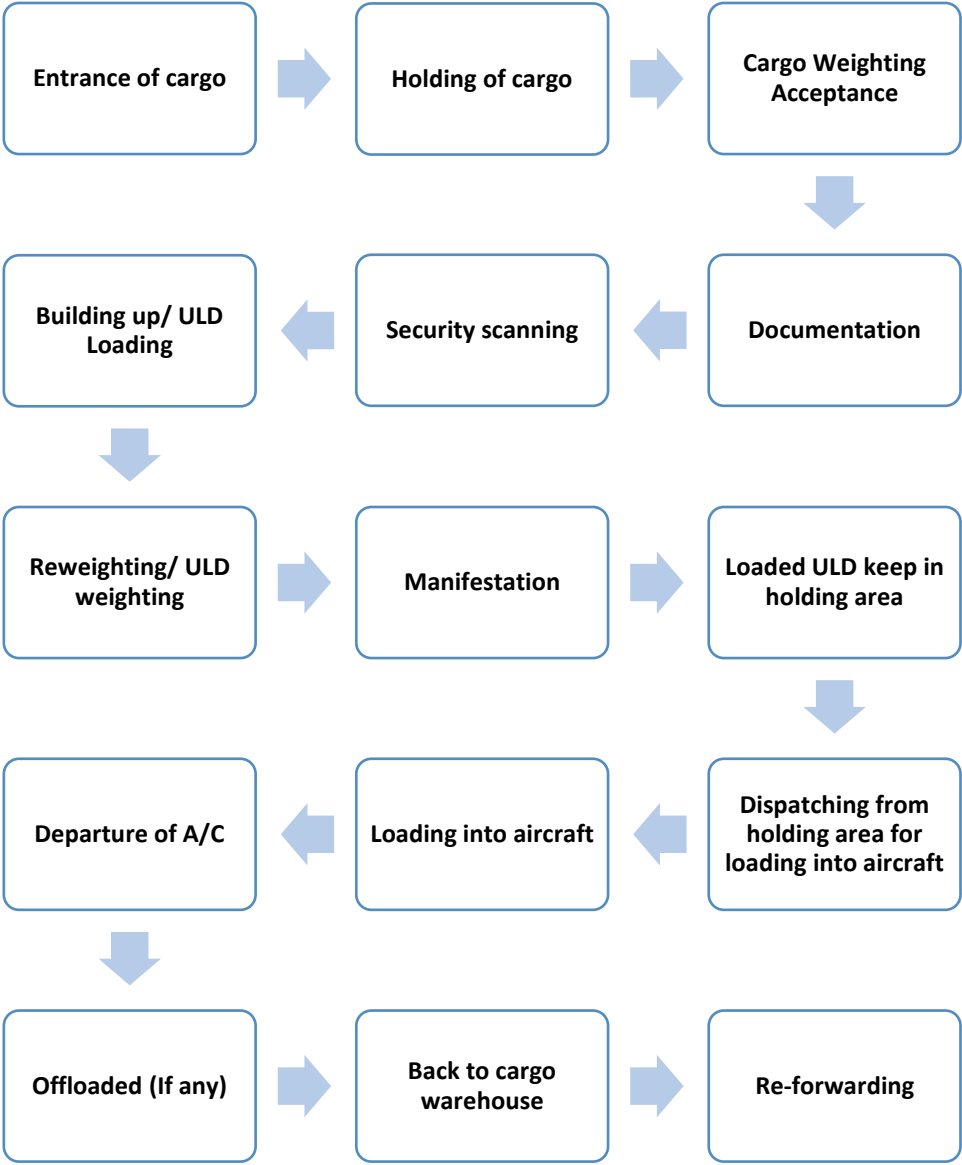 Entrance of cargo
Holding of cargo
Cargo Weighting
Acceptance
Documentation
Security scanning
Building up/ ULD
Loading
Reweighting/ ULD
weighting
Manifestation
Loaded ULD keep in
holding area
Dispatching from
holding area for
loading into aircraft
Loading into aircraft
Departure of A/C
Offloaded (If any)
Back to cargo
warehouse
Re-forwarding